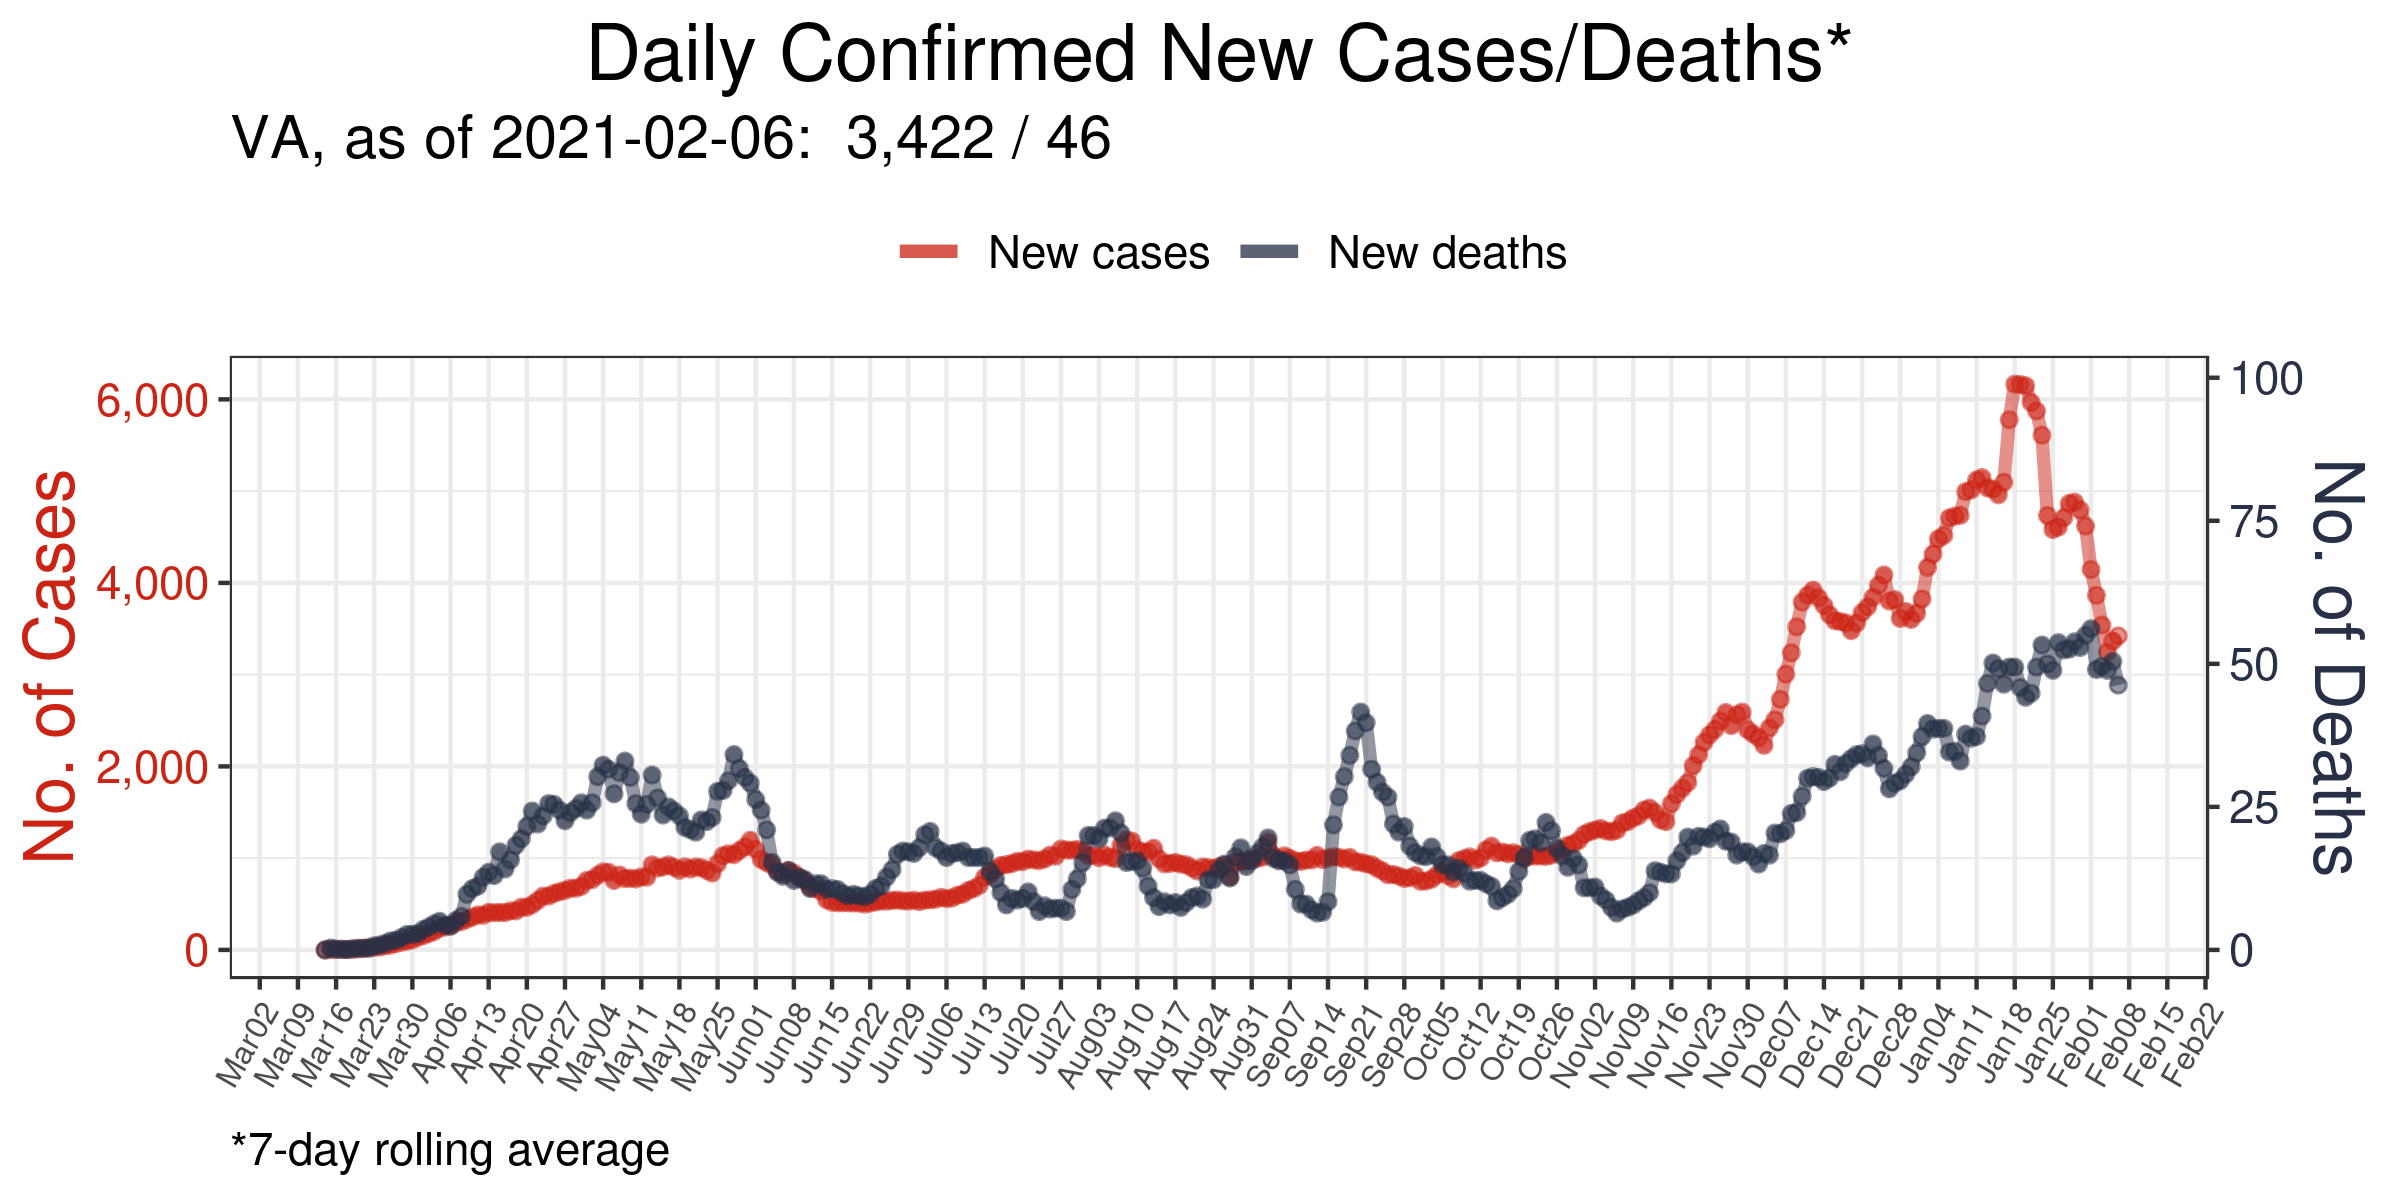 Daily Confirmed New Cases/Deaths*
VA, as of 2021-02-06:  3,422 / 46
New cases
New deaths
No. of Cases
6,000
4,000
2,000
0
No. of Deaths
100
75
50
25
0
Mar02
Mar09
Mar16
Mar23
Mar30
Apr06
Apr13
Apr20
Apr27
May04
May11
May18
May25
Jun01
Jun08
Jun15
Jun22
Jun29
Jul06
Jul13
Jul20
Jul27
Aug03
Aug10
Aug17
Aug24
Aug31
Sep07
Sep14
Sep21
Sep28
Oct05
Oct12
Oct19
Oct26
Nov02
Nov09
Nov16
Nov23
Nov30
Dec07
Dec14
Dec21
Dec28
Jan04
Jan11
Jan18
Jan25
Feb01
Feb08
Feb15
Feb22
*7-day rolling average